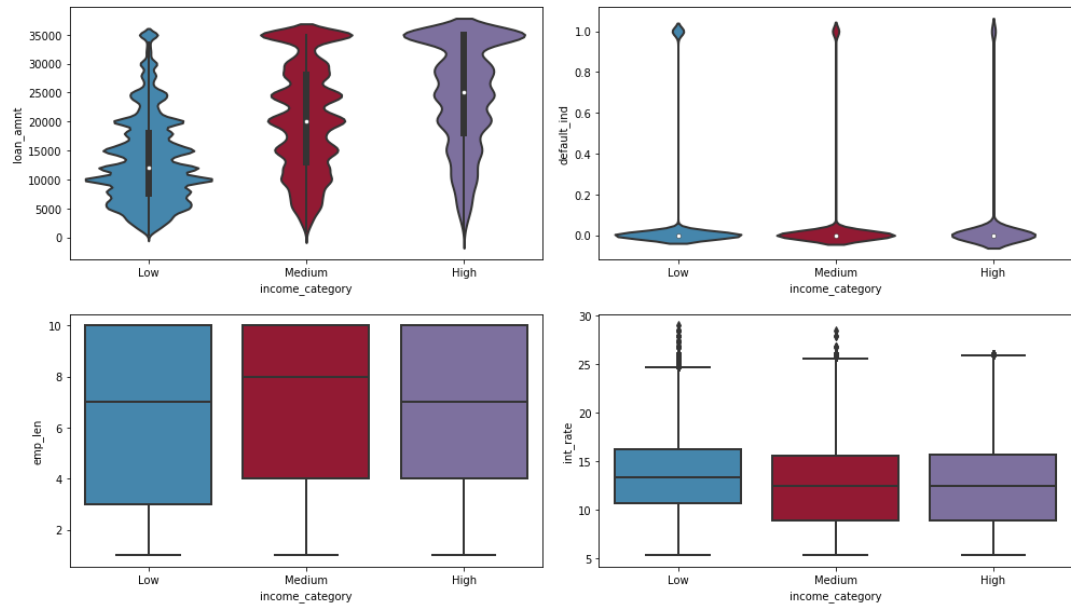 35000
30000
25000
20000
15000
10000
5000
0
loan_amnt
Low Medium High
income_category
1.0
0.8
0.6
0.4
0.2
0.0
default_ind
Low Medium High
income_category
10
8
6
4
2
emp_len
Low Medium High
income_category
30
25
20
15
10
5
int_rate
Low Medium High
income_category